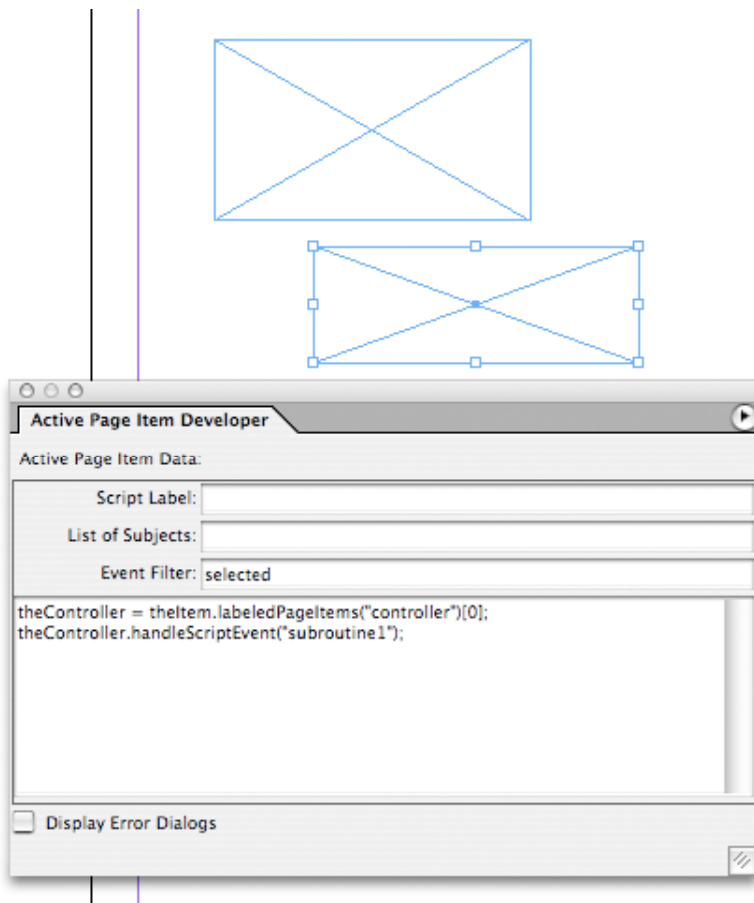 Active Page Item Developer
Active Page Item Data:
Script Label:
List of Subjects:
Event Filter: selected
theController = theItem.labeledPageItems("controller")[0];
theController.handleScriptEvent("subroutine1");
Display Error Dialogs